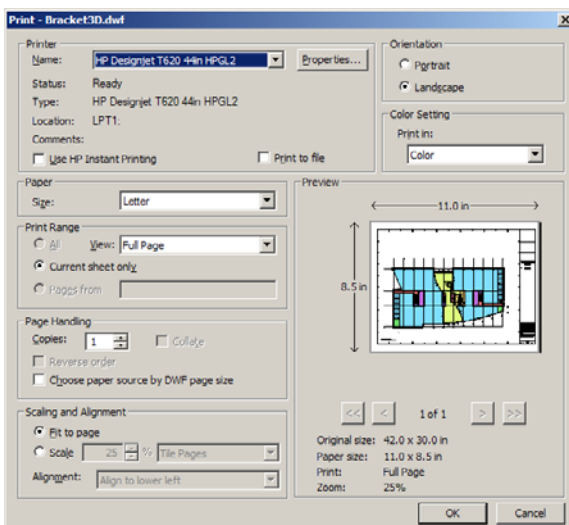 Print - Bracket3D.dwf
Printer
Name: HP Designjet T620 44in HPGL2 Properties...
Status: Ready
Type: HP Designjet T620 44in HPGL2
Location: LPT1:
Comments:
Use HP Instant Printing Print to file
Orientation
Portrait
Landscape
Color Setting
Print in:
Color
Paper
Size: Letter
Print Range
All View: Full Page
Current sheet only
Pages from
Page Handling
Copies: 1 Collate
Reverse order
Choose paper source by DWF page size
Scaling and Alignment
Fit to page
Scale 25 % Tile Pages
Alignment: Align to lower left
Preview
11.0 in
8.5 in
<< < 1 of 1 > >>
Original size: 42.0 x 30.0 in
Paper size: 11.0 x 8.5 in
Print: Full Page
Zoom: 25%
OK Cancel